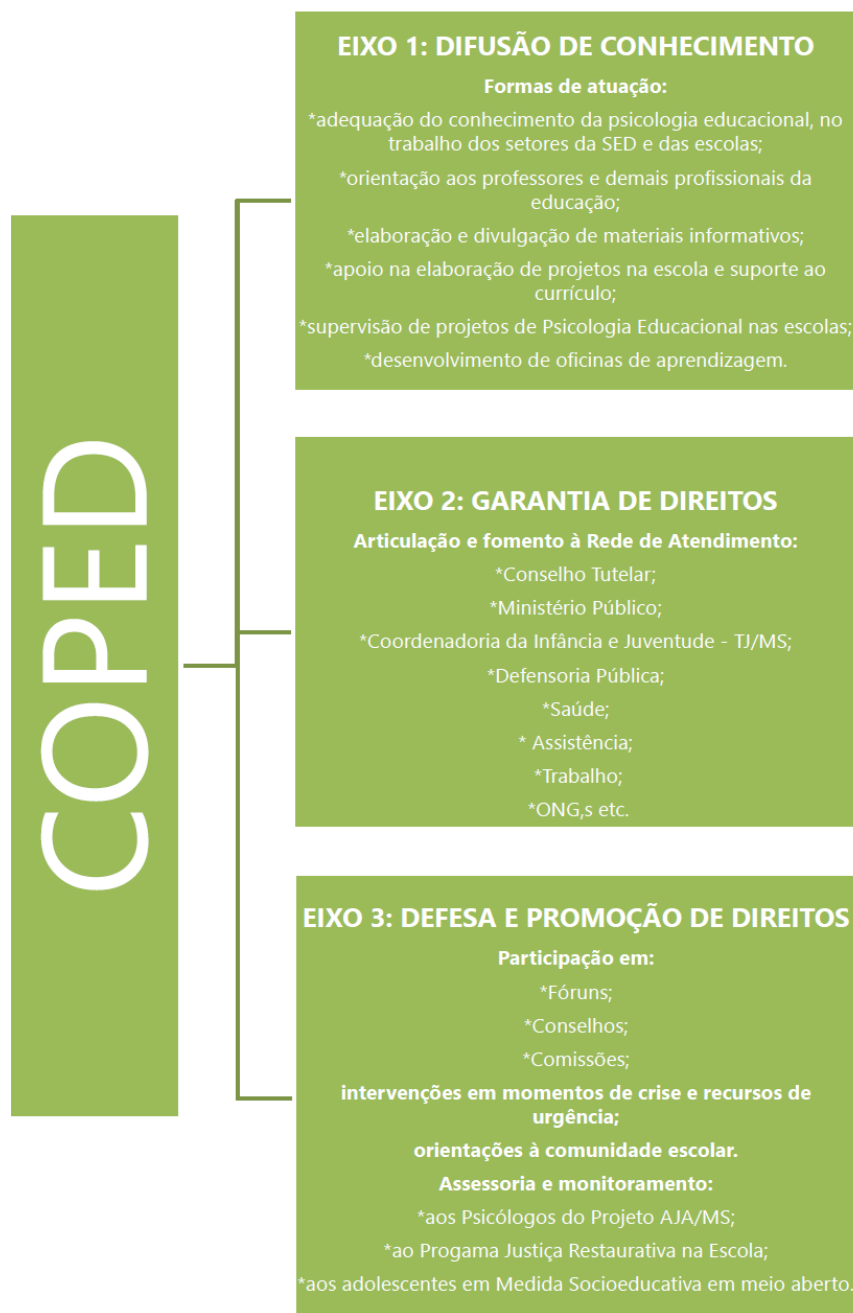 COPED
EIXO 1: DIFUSÃO DE CONHECIMENTO
Formas de atuação:
*adequação do conhecimento da psicologia educacional, no
trabalho dos setores da SED e das escolas;
*orientação aos professores e demais profissionais da
educação;
*elaboração e divulgação de materiais informativos;
*apoio na elaboração de projetos na escola e suporte ao
currículo;
*supervisão de projetos de Psicologia Educacional nas escolas;
*desenvolvimento de oficinas de aprendizagem.
EIXO 2: GARANTIA DE DIREITOS
Articulação e fomento à Rede de Atendimento:
*Conselho Tutelar;
*Ministério Público;
*Coordenadoria da Infância e Juventude - TJ/MS;
*Defensoria Pública;
*Saúde;
* Assistência;
*Trabalho;
*ONG,s etc.
EIXO 3: DEFESA E PROMOÇÃO DE DIREITOS
Participação em:
*Fóruns;
*Conselhos;
*Comissões;
intervenções em momentos de crise e recursos de
urgência;
orientações à comunidade escolar.
Assessoria e monitoramento:
*aos Psicólogos do Projeto AJA/MS;
*ao Progama Justiça Restaurativa na Escola;
*aos adolescentes em Medida Socioeducativa em meio aberto.